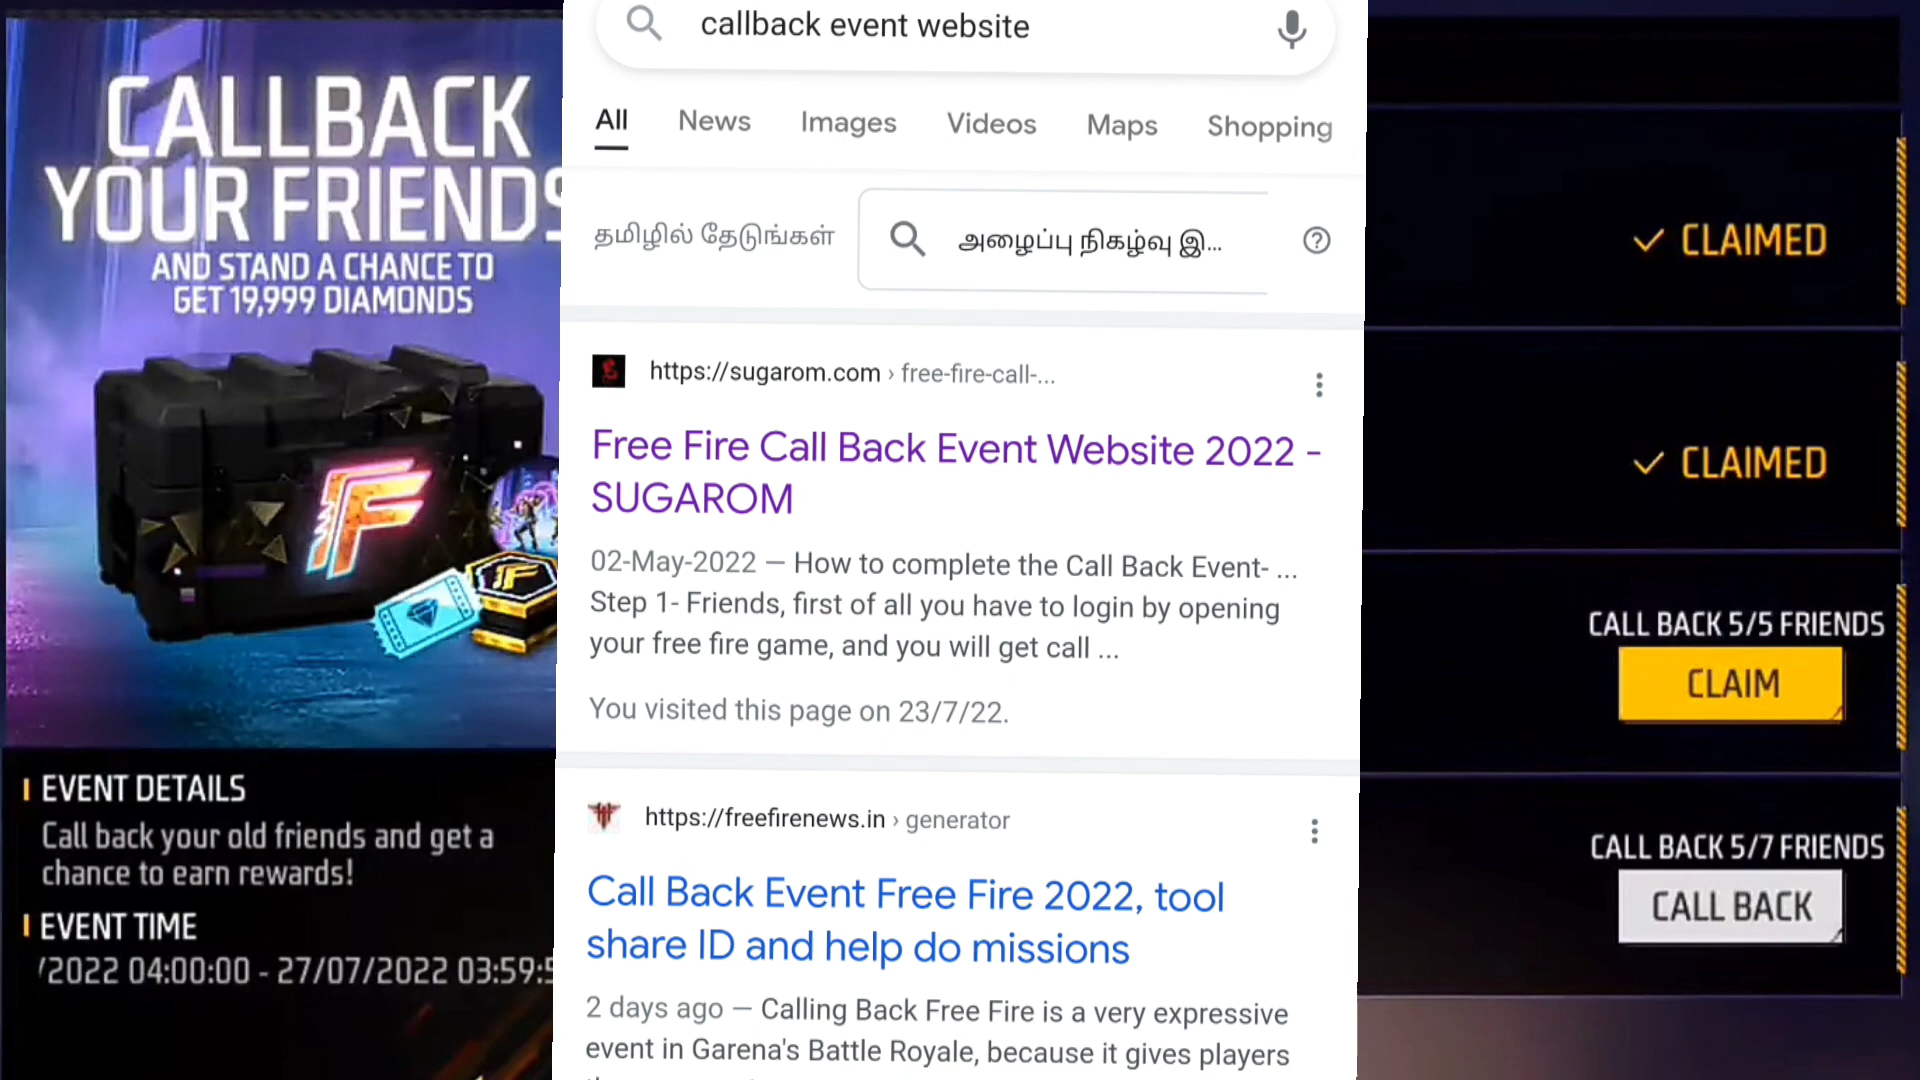 CALLBACK
YOUR FRIENDS
AND STAND A CHANCE TO
GET 19,999 DIAMONDS
EVENT DETAILS
Call back your old friends and get a
chance to earn rewards!
EVENT TIME
/2022 04:00:00 - 27/07/2022 03:59:5
callback event website
All News Images Videos Maps Shopping
தமிழில் தேடுங்கள் அழைப்பு நிகழ்வு இ...
https://sugarom.com › free-fire-call-...
Free Fire Call Back Event Website 2022 -
SUGAROM
02-May-2022 — How to complete the Call Back Event- ...
Step 1- Friends, first of all you have to login by opening
your free fire game, and you will get call ...
You visited this page on 23/7/22.
https://freefirenews.in › generator
Call Back Event Free Fire 2022, tool
share ID and help do missions
2 days ago — Calling Back Free Fire is a very expressive
event in Garena's Battle Royale, because it gives players
CLAIMED
CLAIMED
CALL BACK 5/5 FRIENDS
CLAIM
CALL BACK 5/7 FRIENDS
CALL BACK